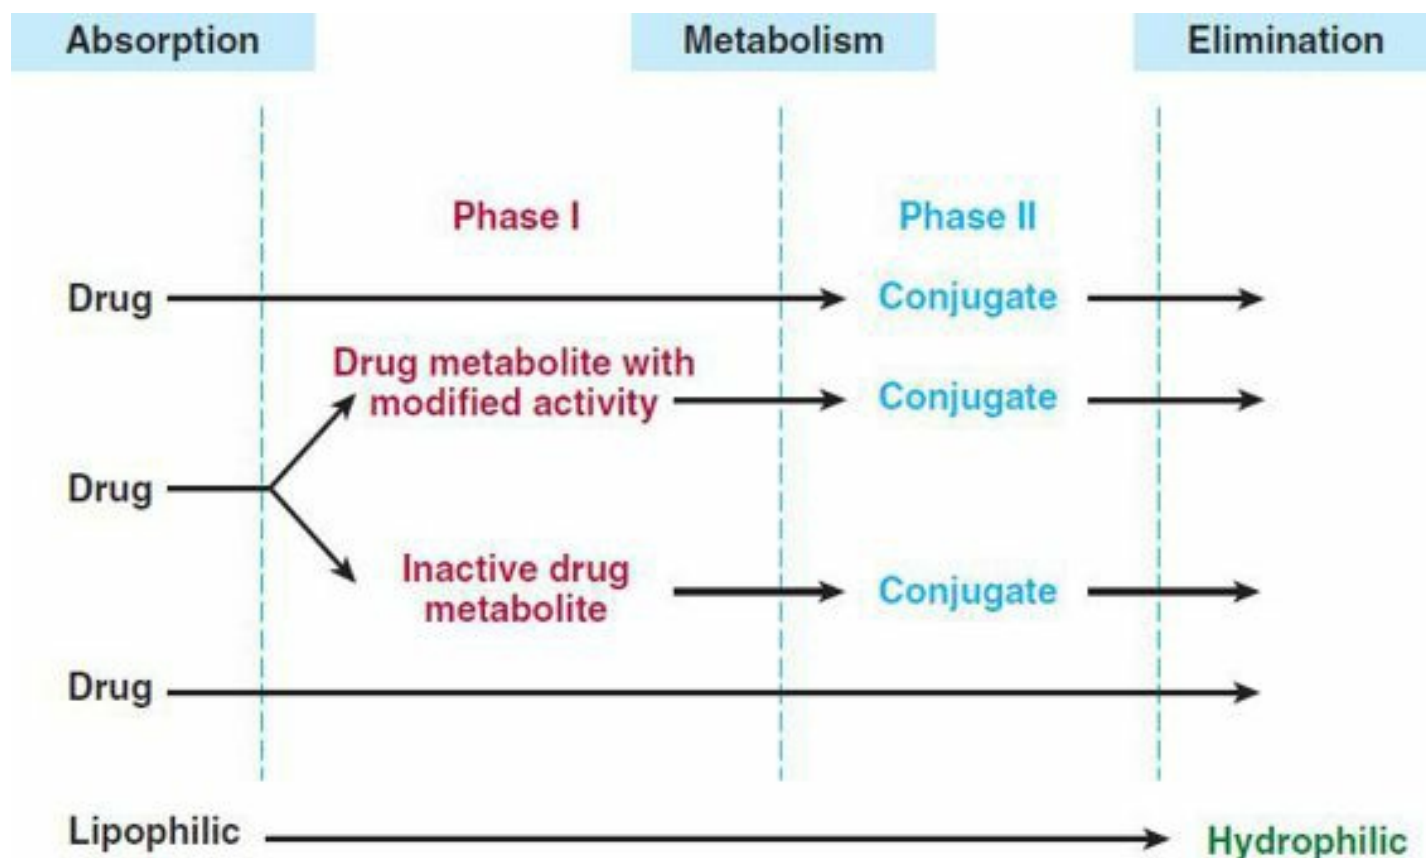 Absorption
Metabolism
Elimination
Phase I
Phase II
Drug
Conjugate
Drug metabolite with
modified activity
Conjugate
Drug
Inactive drug
metabolite
Conjugate
Drug
Lipophilic
Hydrophilic